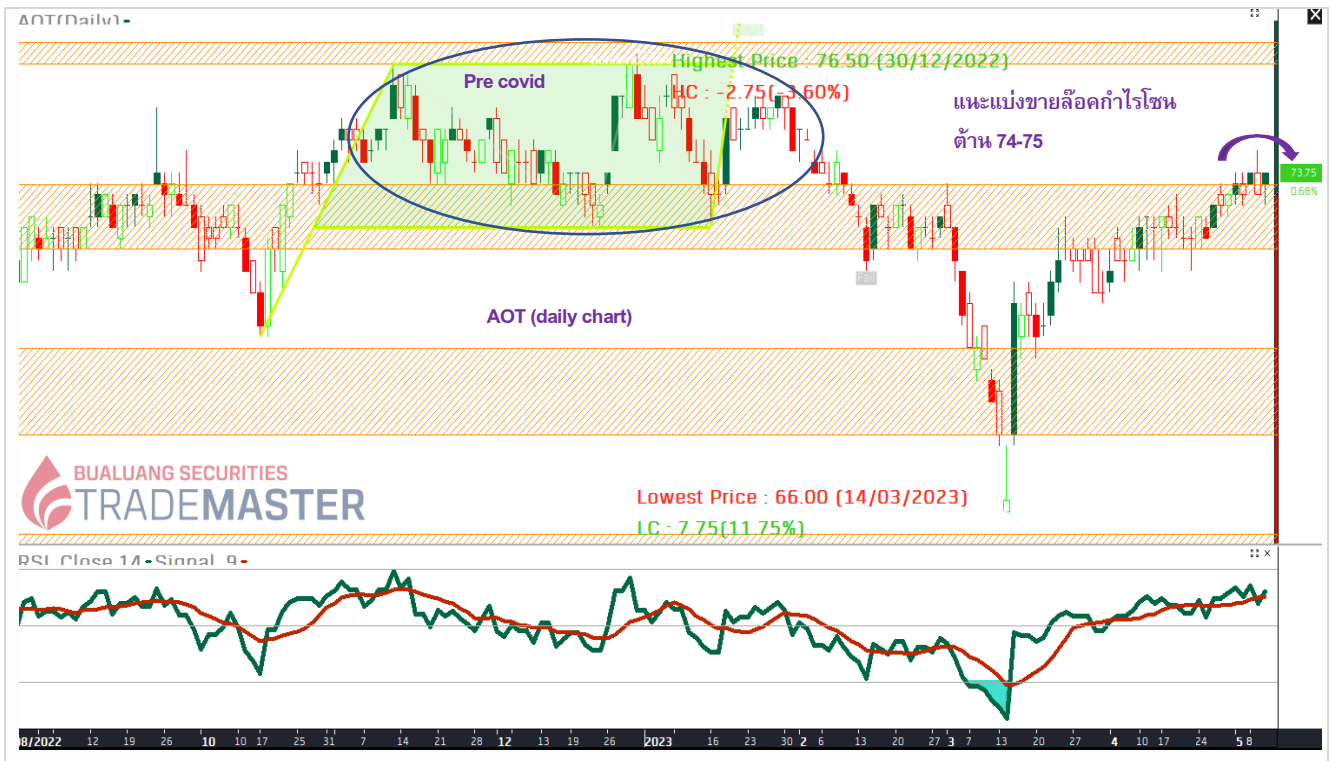 AOT(Daily)
Highest Price : 76.50 (30/12/2022)
HC : -2.75(-3.60%)
Pre covid
แนะแบ่งขายล๊อคกำไรโซน
ต้าน 74-75
73.75
0.68%
Fall
AOT (daily chart)
BUALUANG SECURITIES
TRADEMASTER
Lowest Price : 66.00 (14/03/2023)
LC : 7.75(11.75%)
RSI Close 14 Signal 9
08/2022 12 19 26 10 10 17 25 31 7 14 21 28 12 13 19 26 2023 16 23 30 2 6 13 20 27 3 7 13 20 27 4 10 17 24 5 8